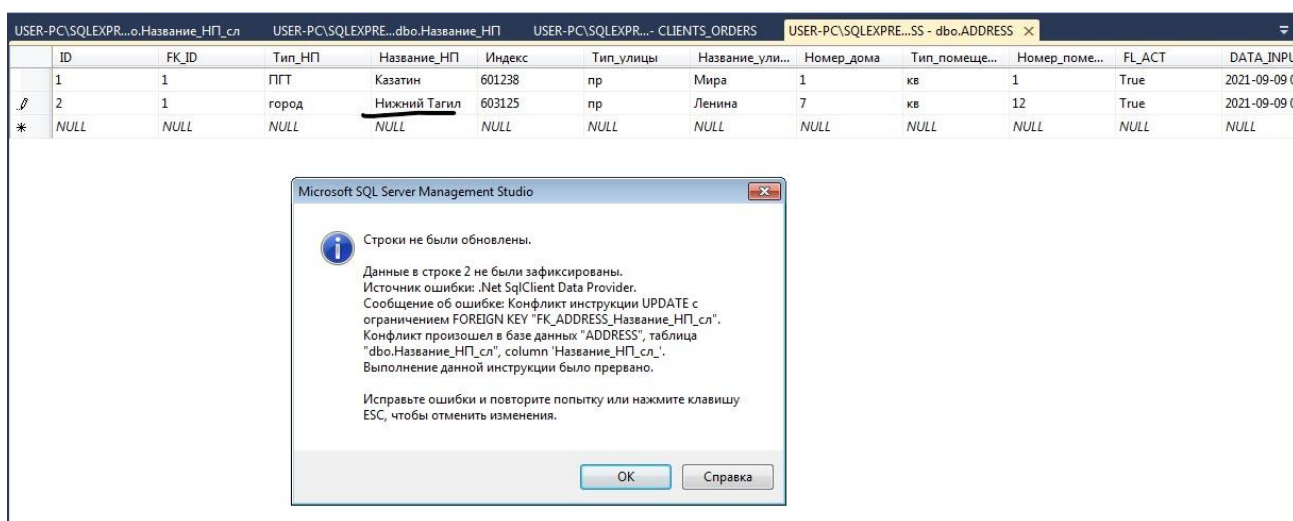 USER-PC\SQLEXPR...о.Название_НП_сл USER-PC\SQLEXPRE...dbo.Название_НП USER-PC\SQLEXPR...- CLIENTS_ORDERS USER-PC\SQLEXPRE...SS - dbo.ADDRESS
ID FK_ID Тип_НП Название_НП Индекс Тип_улицы Название_ули... Номер_дома Тип_помеще... Номер_поме... FL_ACT DATA_INPU
1 1 ПГТ Казатин 601238 пр Мира 1 кв 1 True 2021-09-09 0
2 1 город Нижний Тагил 603125 пр Ленина 7 кв 12 True 2021-09-09 0
* NULL NULL NULL NULL NULL NULL NULL NULL NULL NULL NULL NULL
Microsoft SQL Server Management Studio
Строки не были обновлены.
Данные в строке 2 не были зафиксированы.
Источник ошибки: .Net SqlClient Data Provider.
Сообщение об ошибке: Конфликт инструкции UPDATE с
ограничением FOREIGN KEY "FK_ADDRESS_Название_НП_сл".
Конфликт произошел в базе данных "ADDRESS", таблица
"dbo.Название_НП_сл", column 'Название_НП_сл_'.
Выполнение данной инструкции было прервано.
Исправьте ошибки и повторите попытку или нажмите клавишу
ESC, чтобы отменить изменения.
OK Справка